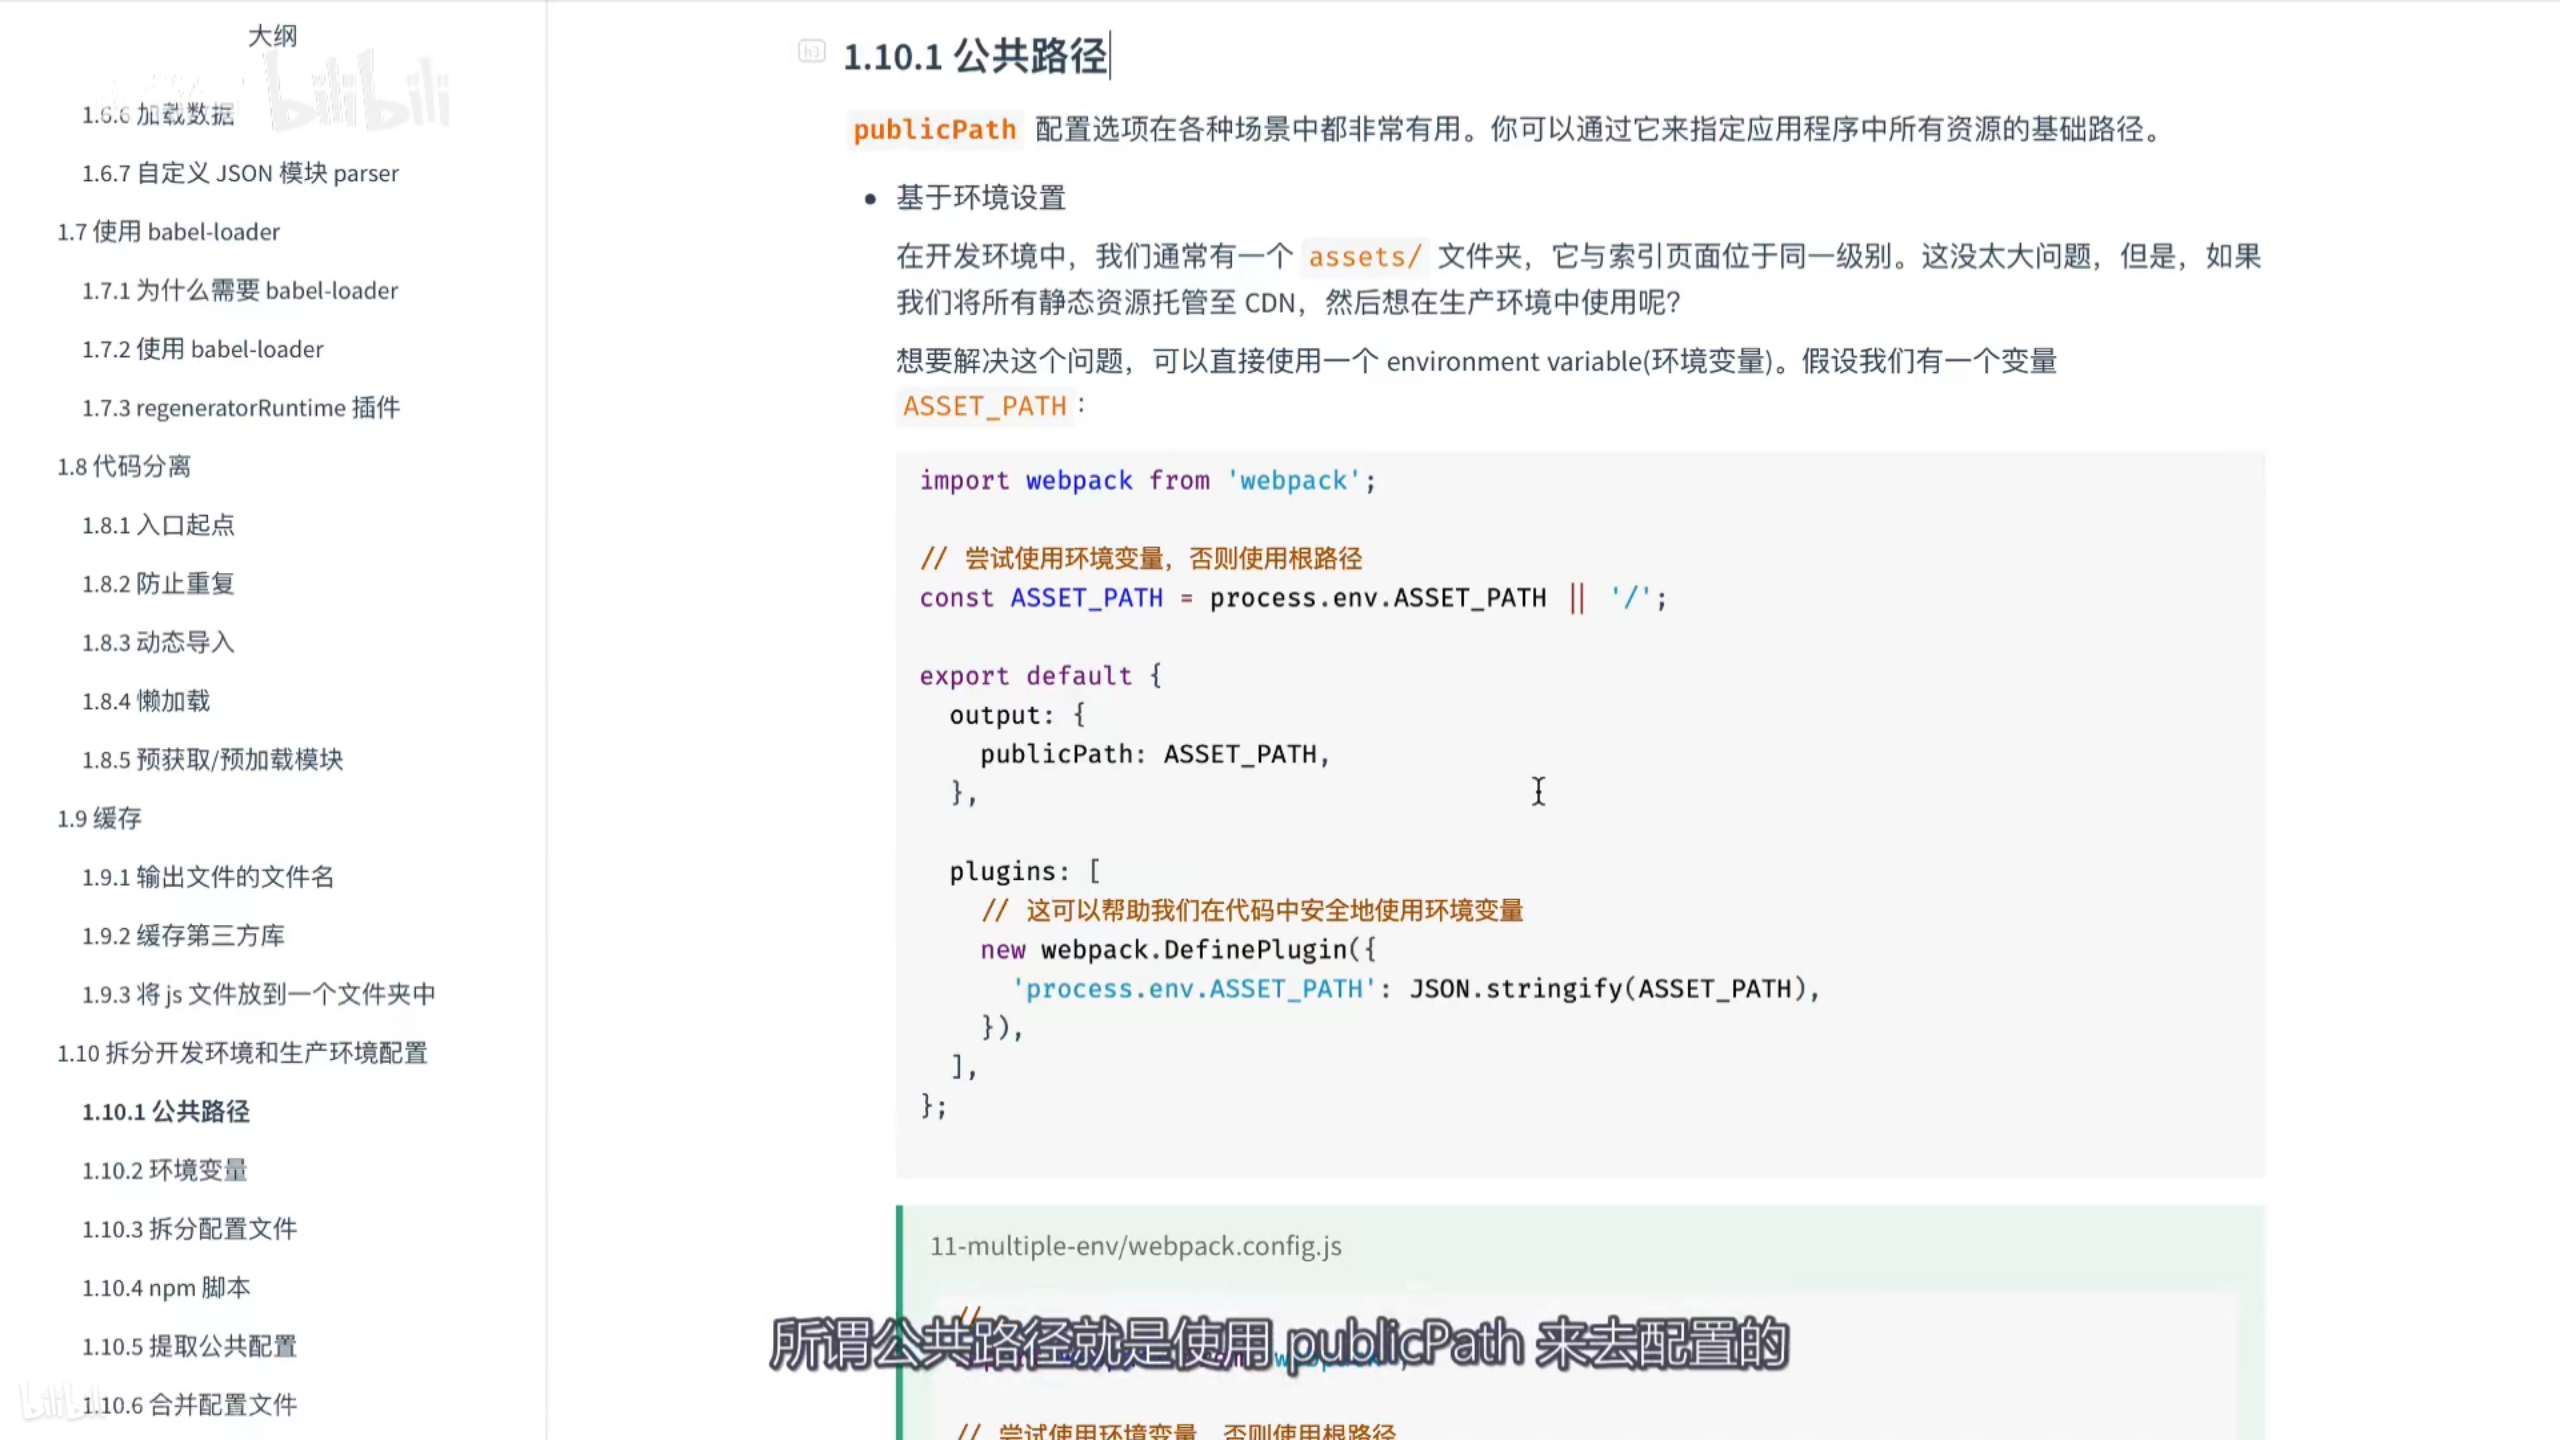 大纲
bilibili
1.6.6 加载数据
1.6.7 自定义 JSON 模块 parser
1.7 使用 babel-loader
1.7.1 为什么需要 babel-loader
1.7.2 使用 babel-loader
1.7.3 regeneratorRuntime 插件
1.8 代码分离
1.8.1 入口起点
1.8.2 防止重复
1.8.3 动态导入
1.8.4 懒加载
1.8.5 预获取/预加载模块
1.9 缓存
1.9.1 输出文件的文件名
1.9.2 缓存第三方库
1.9.3 将 js 文件放到一个文件夹中
1.10 拆分开发环境和生产环境配置
1.10.1 公共路径
1.10.2 环境变量
1.10.3 拆分配置文件
1.10.4 npm 脚本
1.10.5 提取公共配置
1.10.6 合并配置文件
bilibili
h3
1.10.1 公共路径
publicPath 配置选项在各种场景中都非常有用。你可以通过它来指定应用程序中所有资源的基础路径。
• 基于环境设置
在开发环境中，我们通常有一个 assets/ 文件夹，它与索引页面位于同一级别。这没太大问题，但是，如果
我们将所有静态资源托管至 CDN，然后想在生产环境中使用呢？
想要解决这个问题，可以直接使用一个 environment variable(环境变量)。假设我们有一个变量
ASSET_PATH：
import webpack from 'webpack';
// 尝试使用环境变量，否则使用根路径
const ASSET_PATH = process.env.ASSET_PATH || '/';
export default {
output: {
publicPath: ASSET_PATH,
},
plugins: [
// 这可以帮助我们在代码中安全地使用环境变量
new webpack.DefinePlugin({
'process.env.ASSET_PATH': JSON.stringify(ASSET_PATH),
}),
],
};
11-multiple-env/webpack.config.js
//
所谓公共路径就是使用 publicPath 来去配置的
// 尝试使用环境变量，否则使用根路径